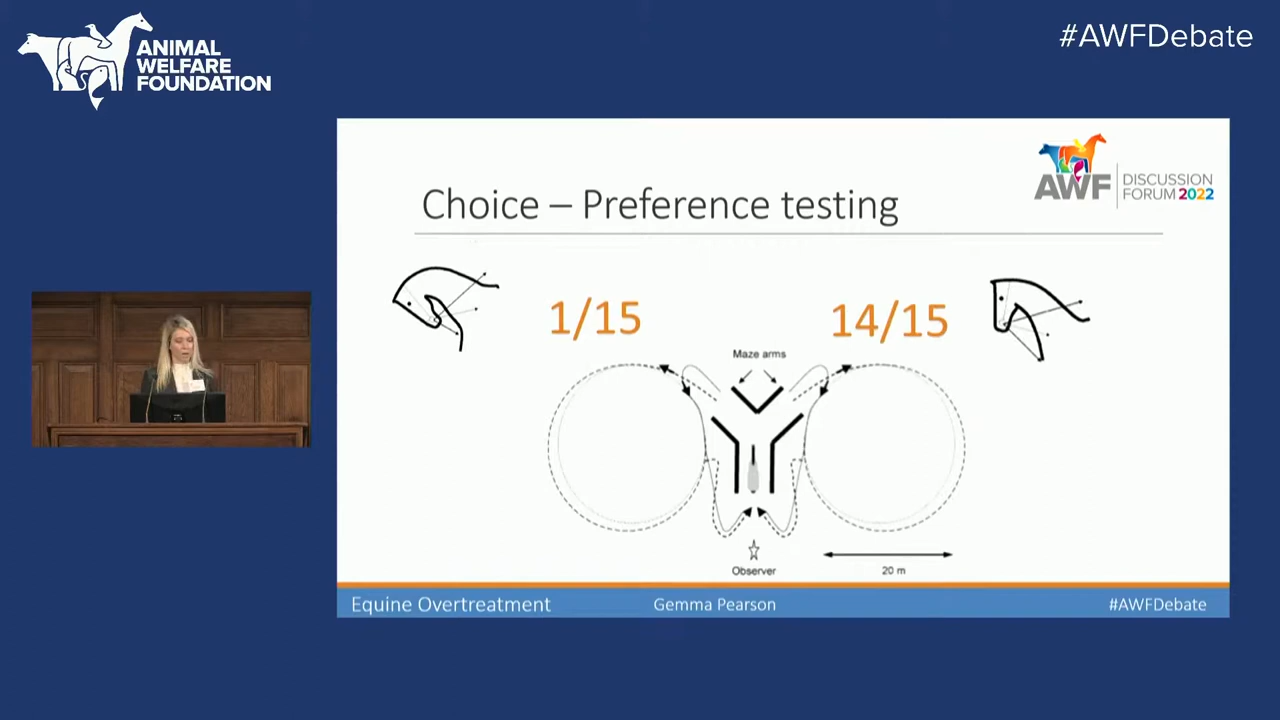 ANIMAL
WELFARE
FOUNDATION
#AWFDebate
AWF
DISCUSSION
FORUM 2022
Choice – Preference testing
1/15
14/15
Maze arms
Observer
20 m
Equine Overtreatment
Gemma Pearson
#AWFDebate